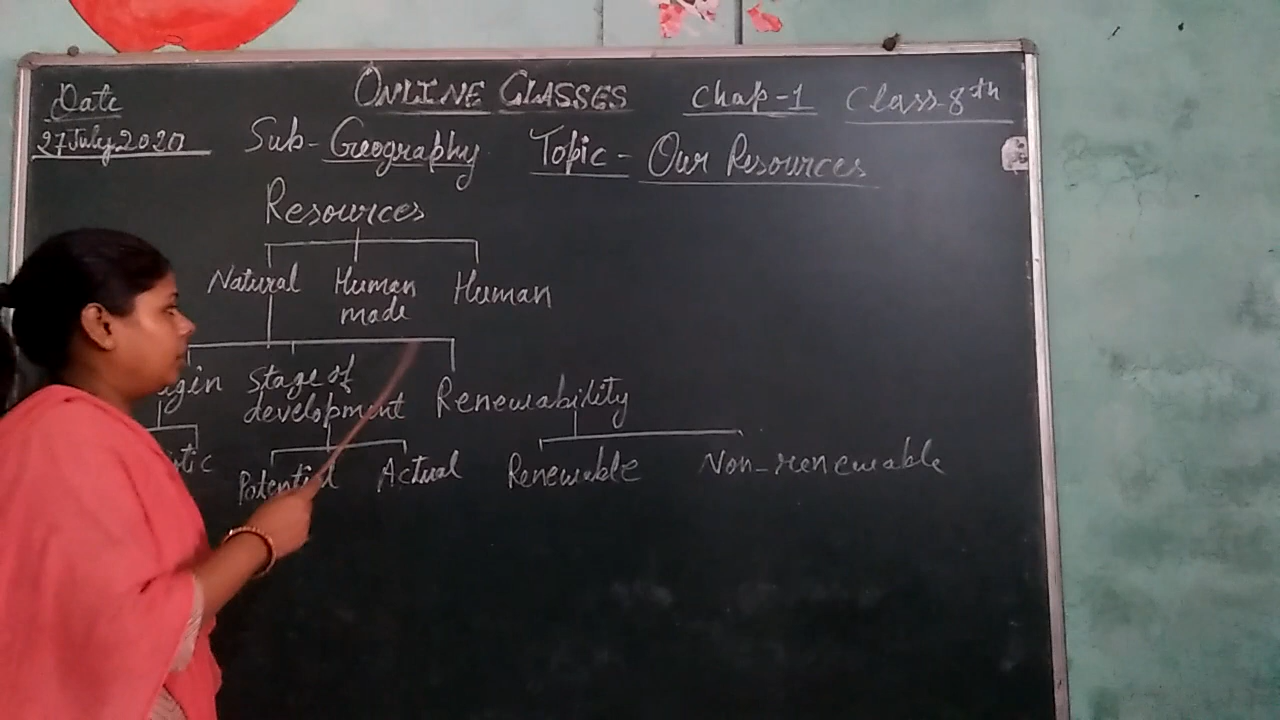 Date
ONLINE CLASSES Chap-1 Class 8th
27 July 2020 Sub- Geography Topic - Our Resources
Resources
Natural Human made Human
Stage of development Renewability
Potential Actual Renewable Non-renewable